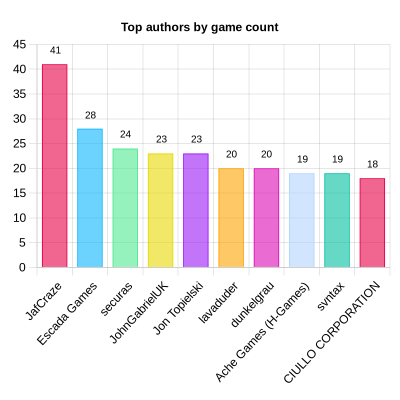 Top authors by game count
45
40
35
30
25
20
15
10
5
0
41
28
24
23
23
20
20
19
19
18
JafCraze
Escada Games
securas
JohnGabrielUK
Jon Topielski
lavaduder
dunkelgrau
Ache Games (H-Games)
svntax
CIULLO CORPORATION